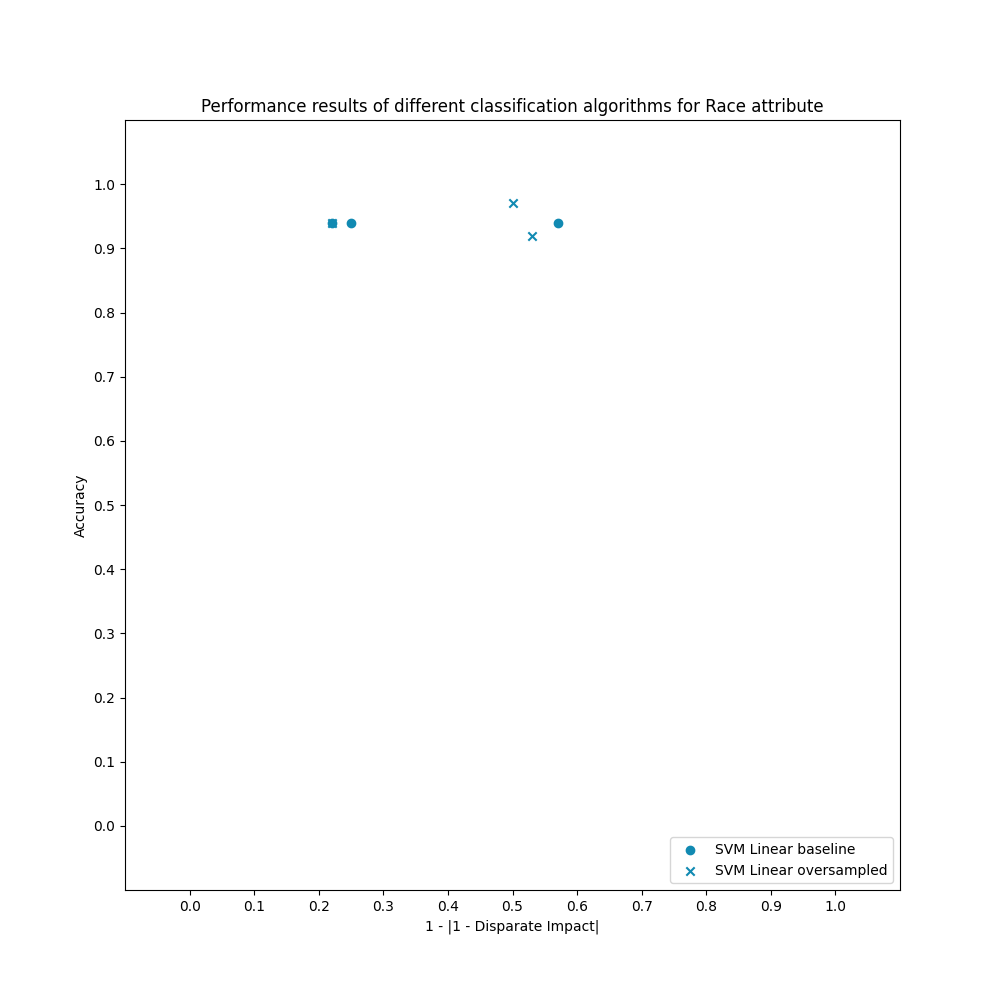 Performance results of different classification algorithms for Race attribute
1.0
0.9
0.8
0.7
0.6
0.5
0.4
0.3
0.2
0.1
0.0
Accuracy
SVM Linear baseline
SVM Linear oversampled
0.0 0.1 0.2 0.3 0.4 0.5 0.6 0.7 0.8 0.9 1.0
1 - |1 - Disparate Impact|